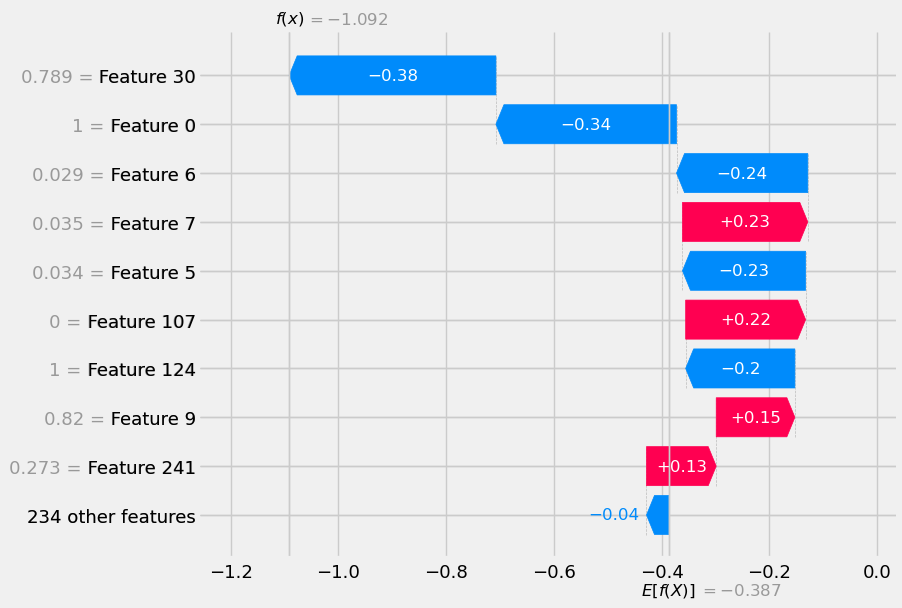 f(x) = −1.092
0.789 = Feature 30
−0.38
1 = Feature 0
−0.34
0.029 = Feature 6
−0.24
0.035 = Feature 7
+0.23
0.034 = Feature 5
−0.23
0 = Feature 107
+0.22
1 = Feature 124
−0.2
0.82 = Feature 9
+0.15
0.273 = Feature 241
+0.13
234 other features
−0.04
−1.2 −1.0 −0.8 −0.6 −0.4 −0.2 0.0
E[f(X)] = −0.387